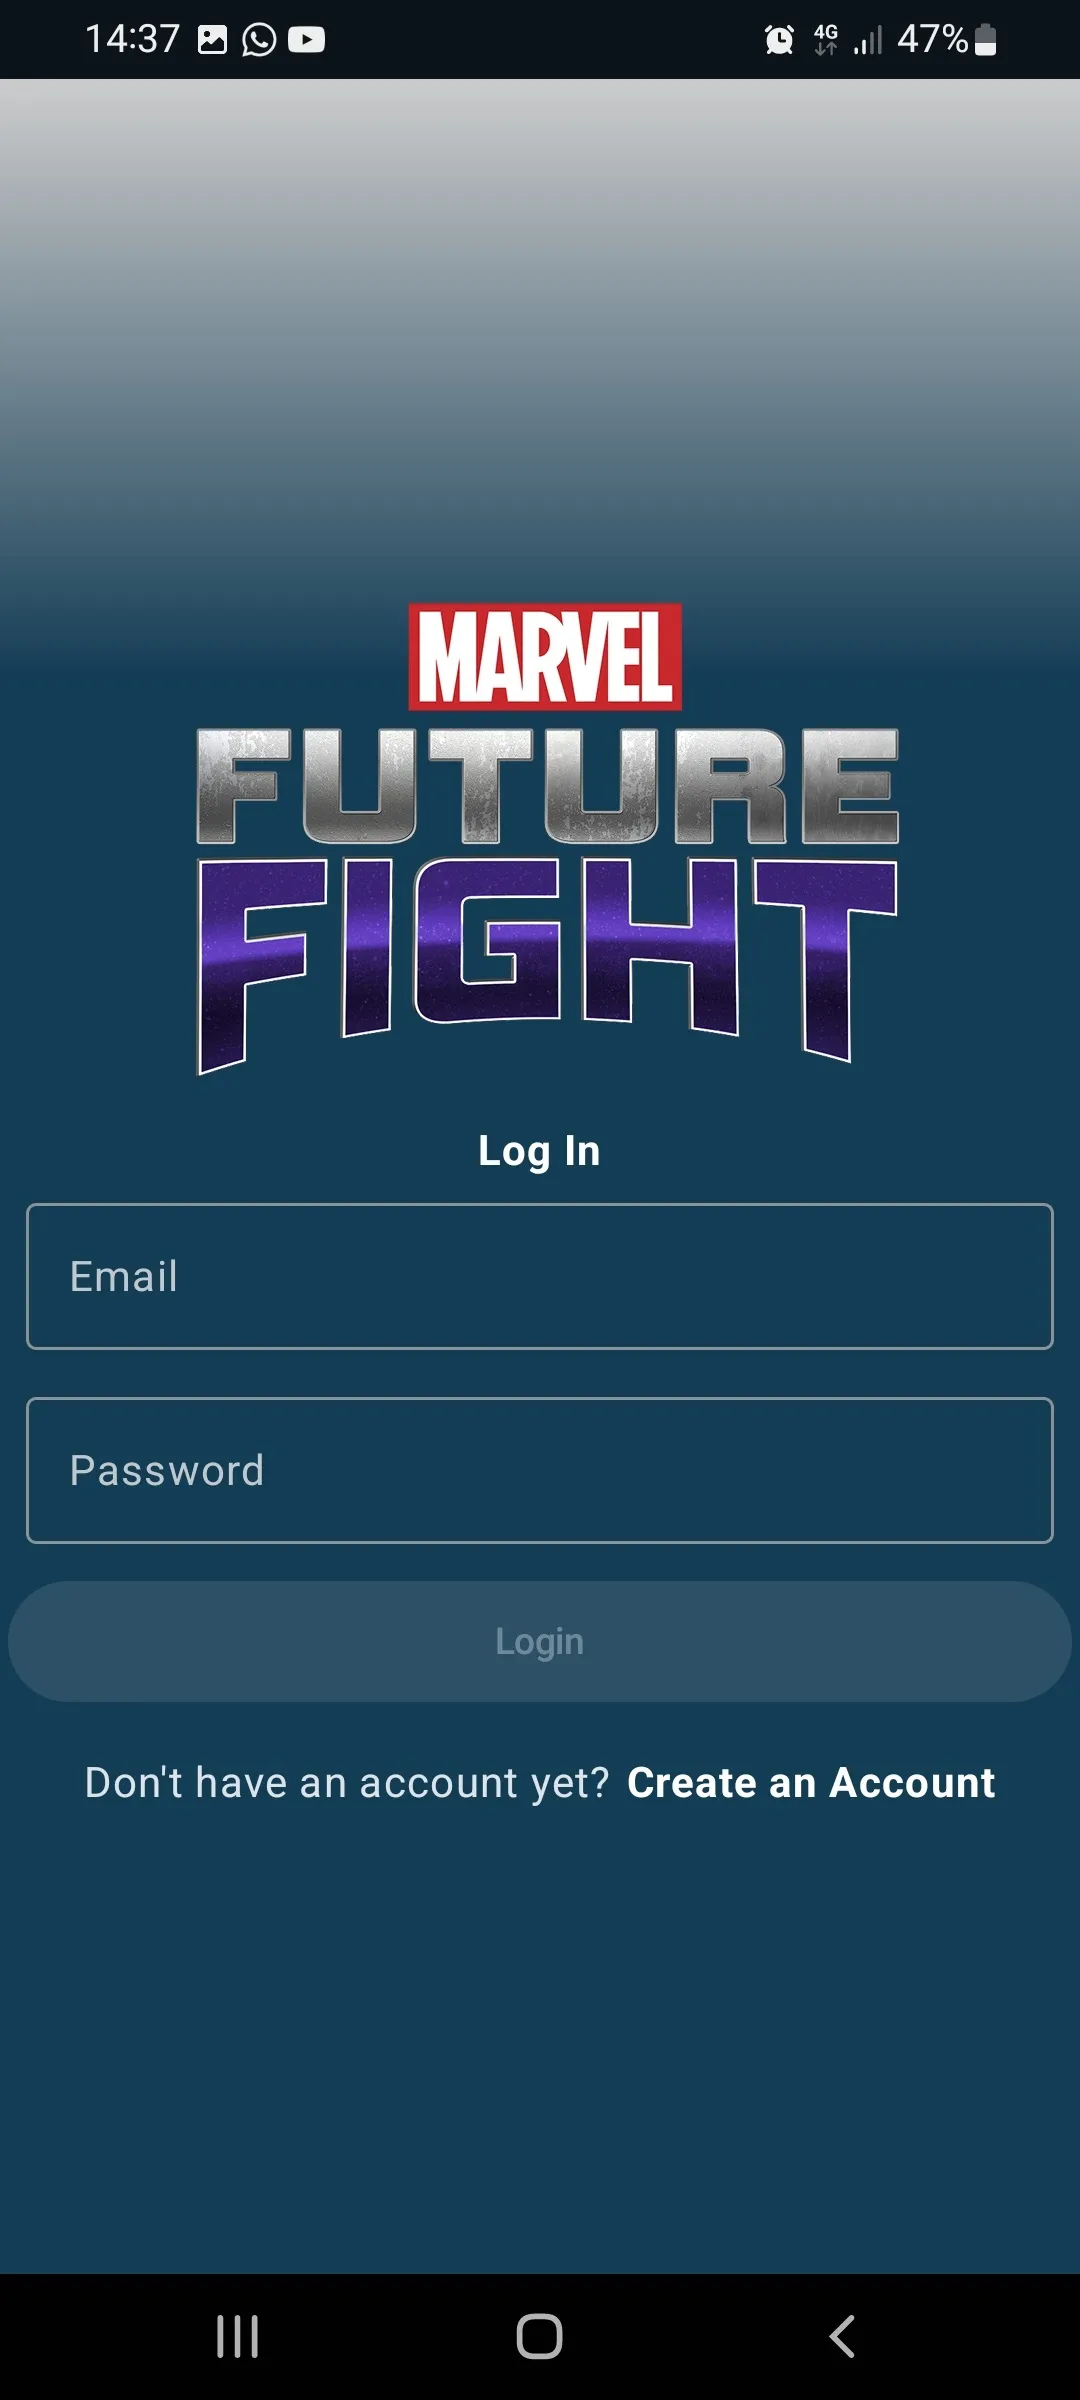 14:37 4G 47%
MARVEL
FUTURE
FIGHT
Log In
Email
Password
Login
Don't have an account yet? Create an Account